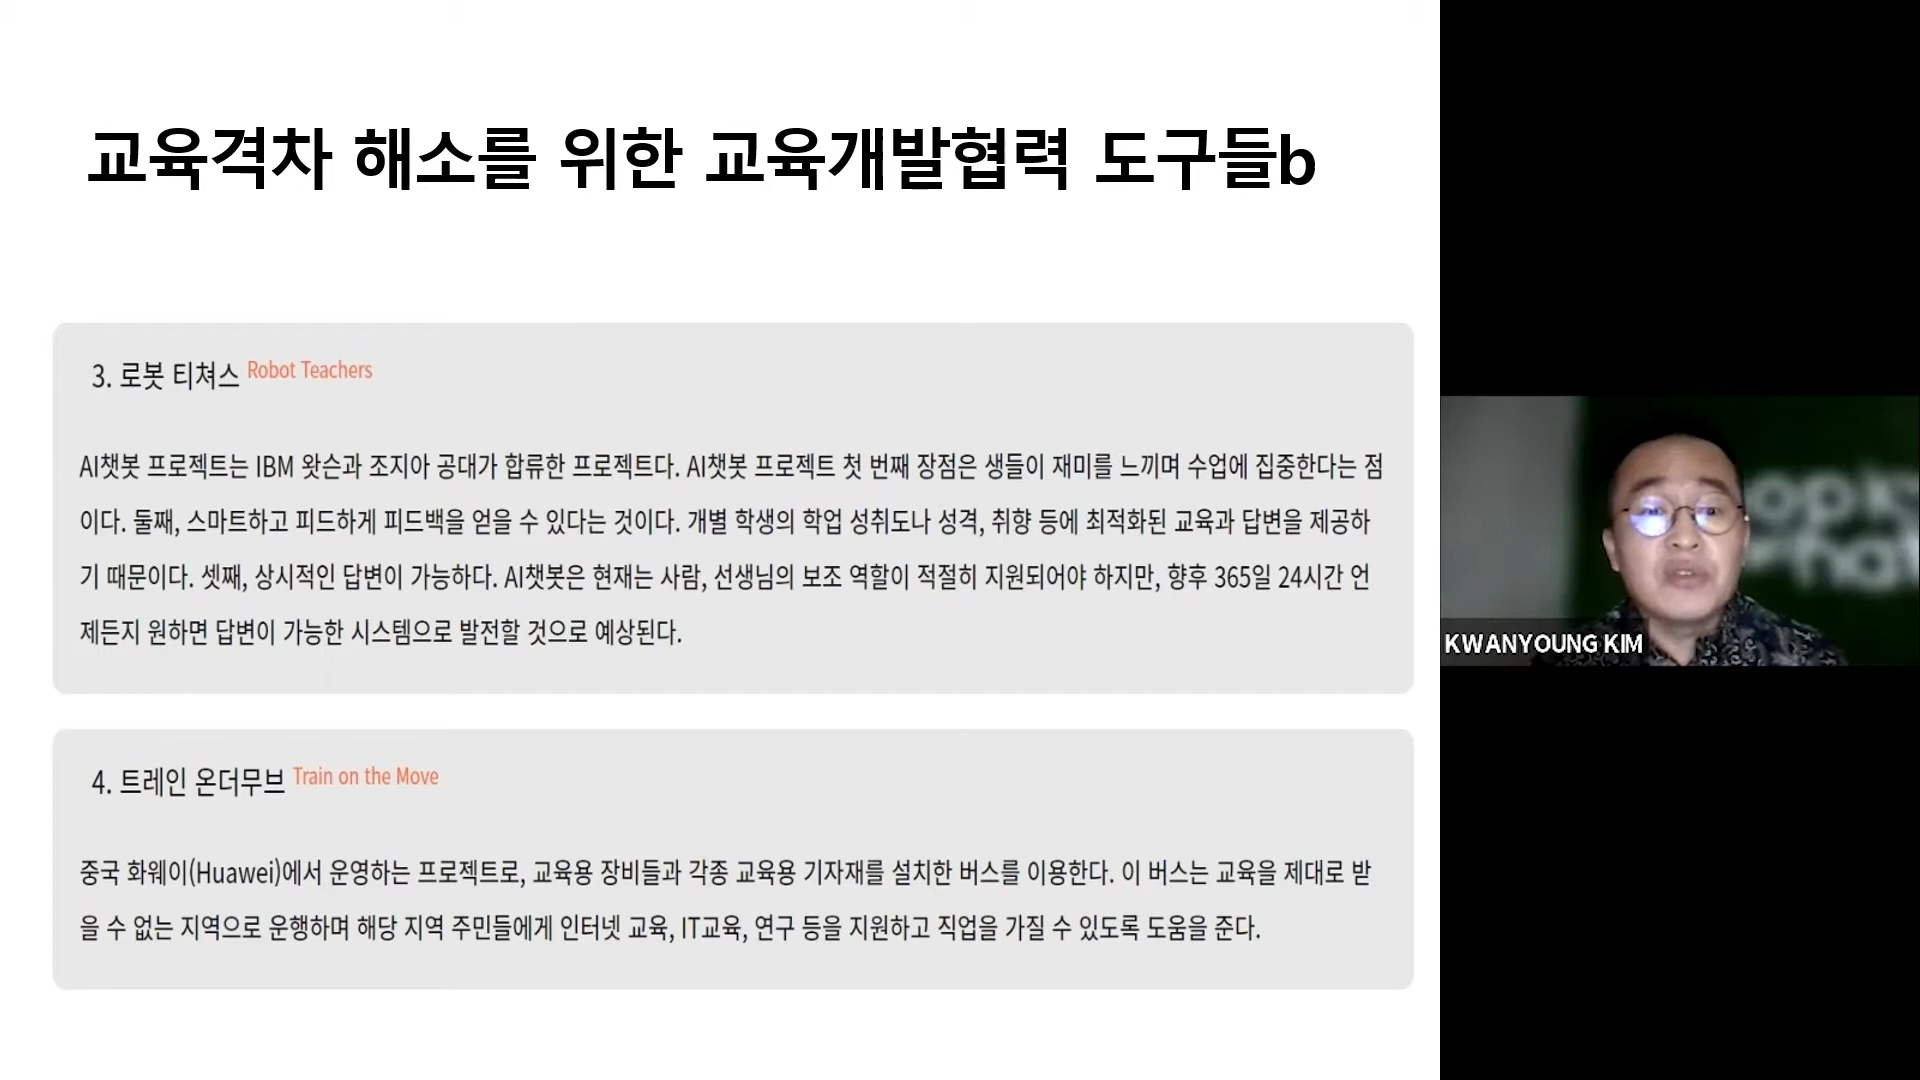 교육격차 해소를 위한 교육개발협력 도구들b
3. 로봇 티쳐스 Robot Teachers
AI챗봇 프로젝트는 IBM 왓슨과 조지아 공대가 합류한 프로젝트다. AI챗봇 프로젝트 첫 번째 장점은 생들이 재미를 느끼며 수업에 집중한다는 점
이다. 둘째, 스마트하고 피드하게 피드백을 얻을 수 있다는 것이다. 개별 학생의 학업 성취도나 성격, 취향 등에 최적화된 교육과 답변을 제공하
기 때문이다. 셋째, 상시적인 답변이 가능하다. AI챗봇은 현재는 사람, 선생님의 보조 역할이 적절히 지원되어야 하지만, 향후 365일 24시간 언
제든지 원하면 답변이 가능한 시스템으로 발전할 것으로 예상된다.
4. 트레인 온더무브 Train on the Move
중국 화웨이(Huawei)에서 운영하는 프로젝트로, 교육용 장비들과 각종 교육용 기자재를 설치한 버스를 이용한다. 이 버스는 교육을 제대로 받
을 수 없는 지역으로 운행하며 해당 지역 주민들에게 인터넷 교육, IT교육, 연구 등을 지원하고 직업을 가질 수 있도록 도움을 준다.
KWANYOUNG KIM